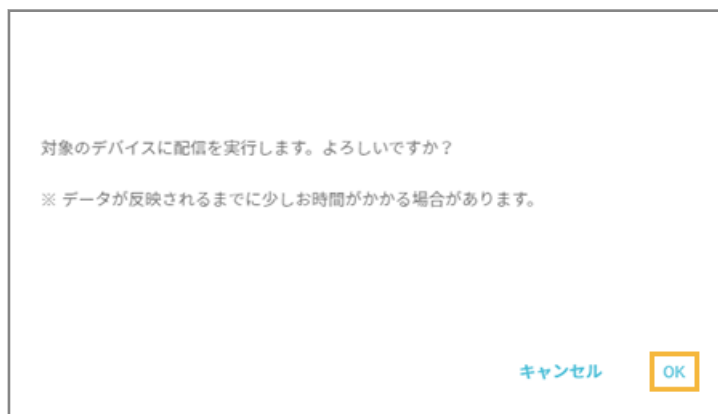 対象のデバイスに配信を実行します。よろしいですか？
※ データが反映されるまでに少しお時間がかかる場合があります。
キャンセル OK